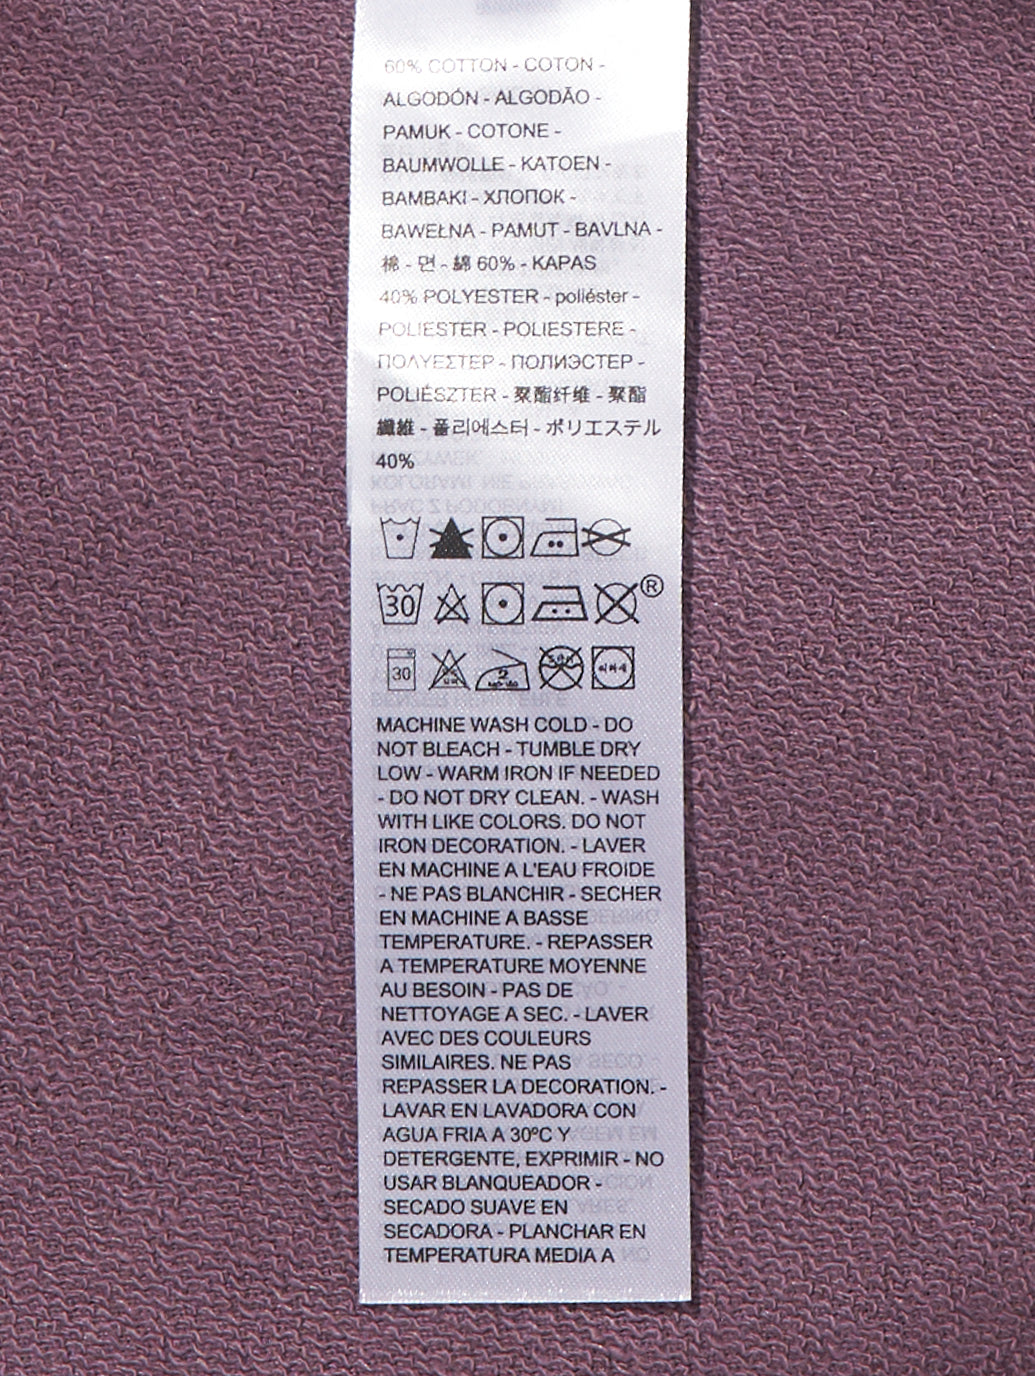 60% COTTON - COTON -
ALGODÓN - ALGODÃO -
PAMUK - COTONE -
BAUMWOLLE - KATOEN -
BAMBAKI - ХЛОПОК -
BAWEŁNA - PAMUT - BAVLNA -
棉 - 면 - 綿 60% - KAPAS
40% POLYESTER - poliéster -
POLIESTER - POLIESTERE -
ΠΟΛΥΕΣΤΕΡ - ПОЛИЭСТЕР -
POLIÉSZTER - 聚酯纤维 - 聚酯
纖維 - 폴리에스터 - ポリエステル
40%
30 ®
30 2
MACHINE WASH COLD - DO
NOT BLEACH - TUMBLE DRY
LOW - WARM IRON IF NEEDED
- DO NOT DRY CLEAN. - WASH
WITH LIKE COLORS. DO NOT
IRON DECORATION. - LAVER
EN MACHINE A L'EAU FROIDE
- NE PAS BLANCHIR - SECHER
EN MACHINE A BASSE
TEMPERATURE. - REPASSER
A TEMPERATURE MOYENNE
AU BESOIN - PAS DE
NETTOYAGE A SEC. - LAVER
AVEC DES COULEURS
SIMILAIRES. NE PAS
REPASSER LA DECORATION. -
LAVAR EN LAVADORA CON
AGUA FRIA A 30ºC Y
DETERGENTE, EXPRIMIR - NO
USAR BLANQUEADOR -
SECADO SUAVE EN
SECADORA - PLANCHAR EN
TEMPERATURA MEDIA A